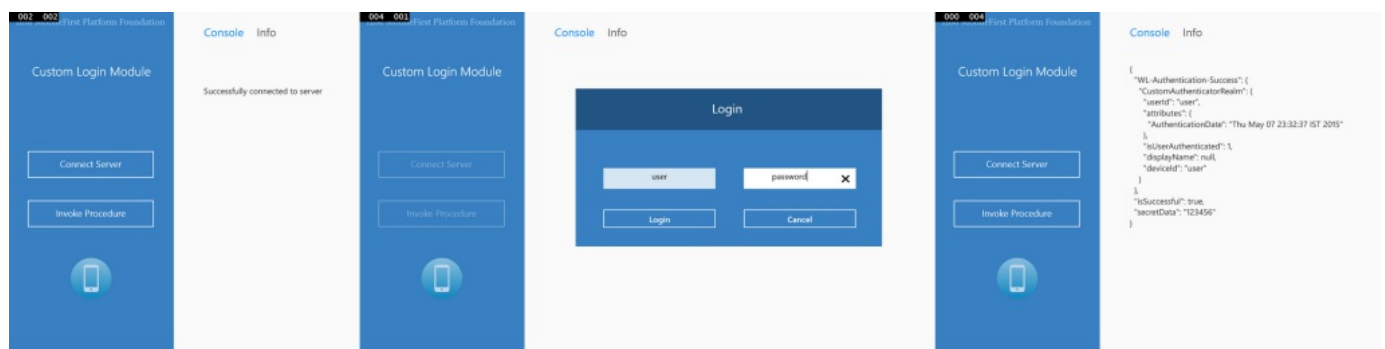 002 002
First Platform Foundation
Custom Login Module
Connect Server
Invoke Procedure
Console Info
Successfully connected to server
004 001
First Platform Foundation
Custom Login Module
Connect Server
Invoke Procedure
Console Info
Login
user password
Login Cancel
000 004
First Platform Foundation
Custom Login Module
Connect Server
Invoke Procedure
Console Info
{
"WL-Authentication-Success": {
"CustomAuthenticatorRealm": {
"userId": "user",
"attributes": {
"AuthenticationDate": "Thu May 07 23:32:37 IST 2015"
},
"isUserAuthenticated": 1,
"displayName": null,
"deviceId": "user"
}
},
"isSuccessful": true,
"secretData": "123456"
}